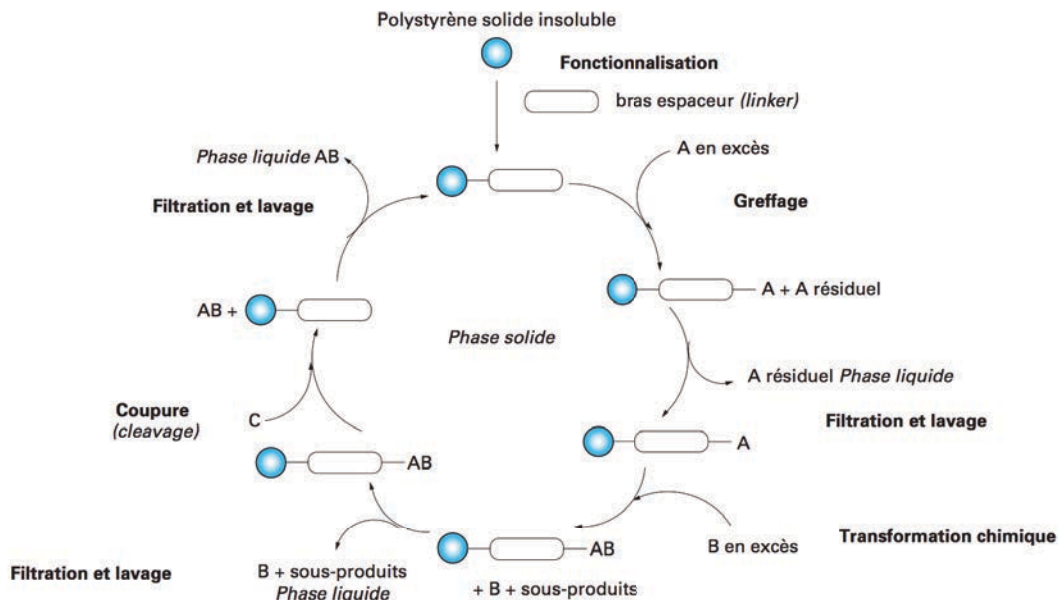 Polystyrène solide insoluble
Fonctionnalisation
bras espaceur (linker)
Phase liquide AB
A en excès
Filtration et lavage
Greffage
AB +
A + A résiduel
Phase solide
A résiduel Phase liquide
Coupure
(cleavage)
C
Filtration et lavage
A
AB
AB
B en excès
Transformation chimique
Filtration et lavage
B + sous-produits
Phase liquide
+ B + sous-produits